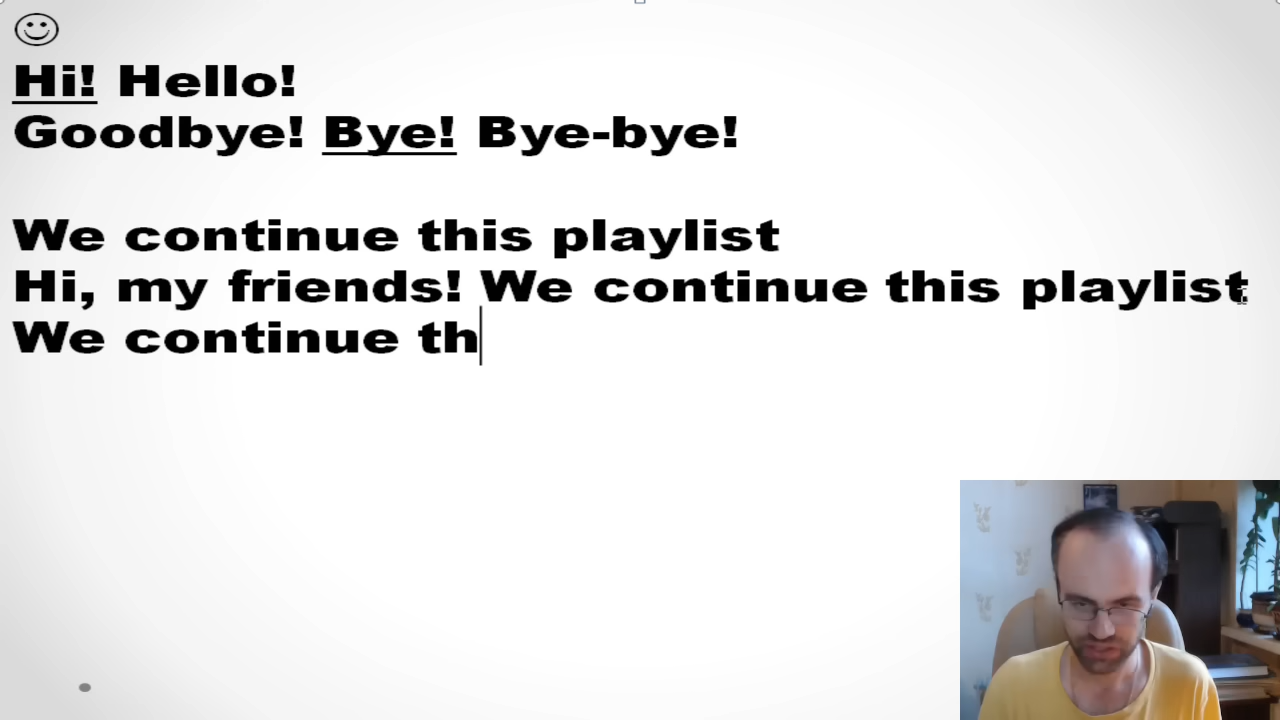 Hi! Hello!
Goodbye! Bye! Bye-bye!
We continue this playlist
Hi, my friends! We continue this playlist
We continue th